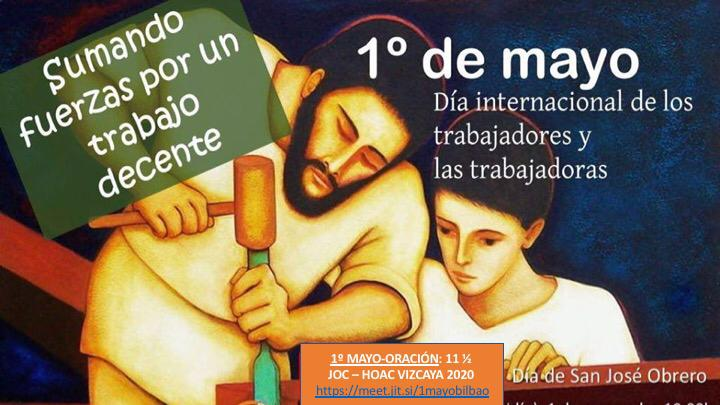 Sumando
fuerzas por un
trabajo
decente
1º de mayo
Día internacional de los
trabajadores y
las trabajadoras
1º MAYO-ORACIÓN: 11 ½
JOC – HOAC VIZCAYA 2020
https://meet.jit.si/1mayobilbao
Día de San José Obrero